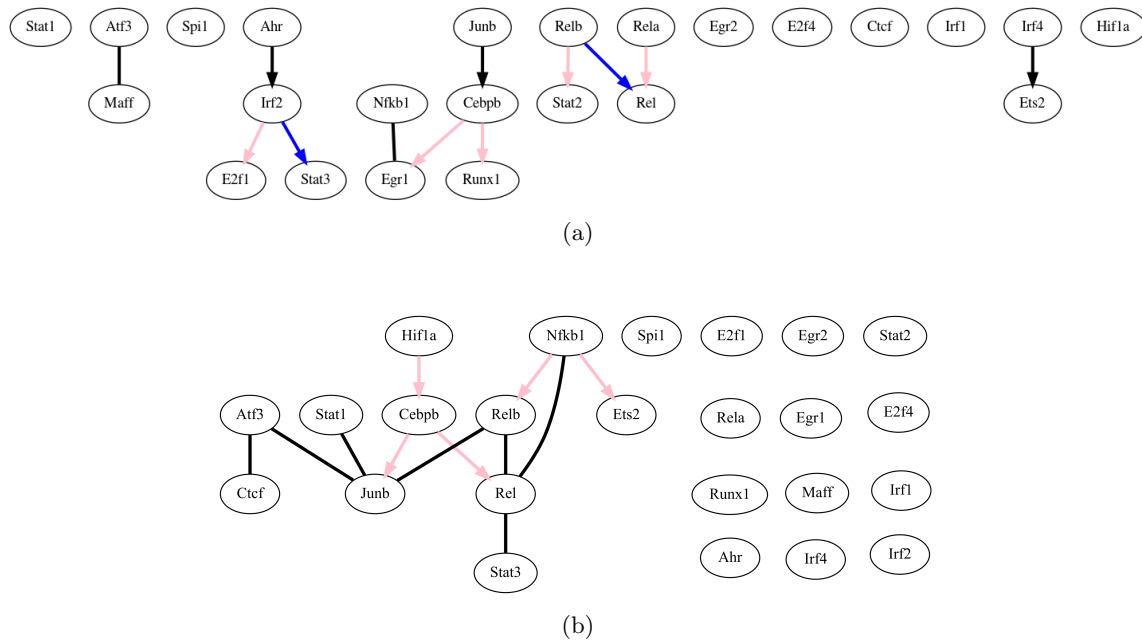 Stat1 Atf3 Spi1 Ahr Junb Relb Rela Egr2 E2f4 Ctcf Irf1 Irf4 Hif1a
Maff Irf2 Nfkb1 Cebpb Stat2 Rel Ets2
E2f1 Stat3 Egr1 Runx1
(a)
Hif1a Nfkb1 Spi1 E2f1 Egr2 Stat2
Atf3 Stat1 Cebpb Relb Ets2 Rela Egr1 E2f4
Ctcf Junb Rel Runx1 Maff Irf1
Stat3 Ahr Irf4 Irf2
(b)